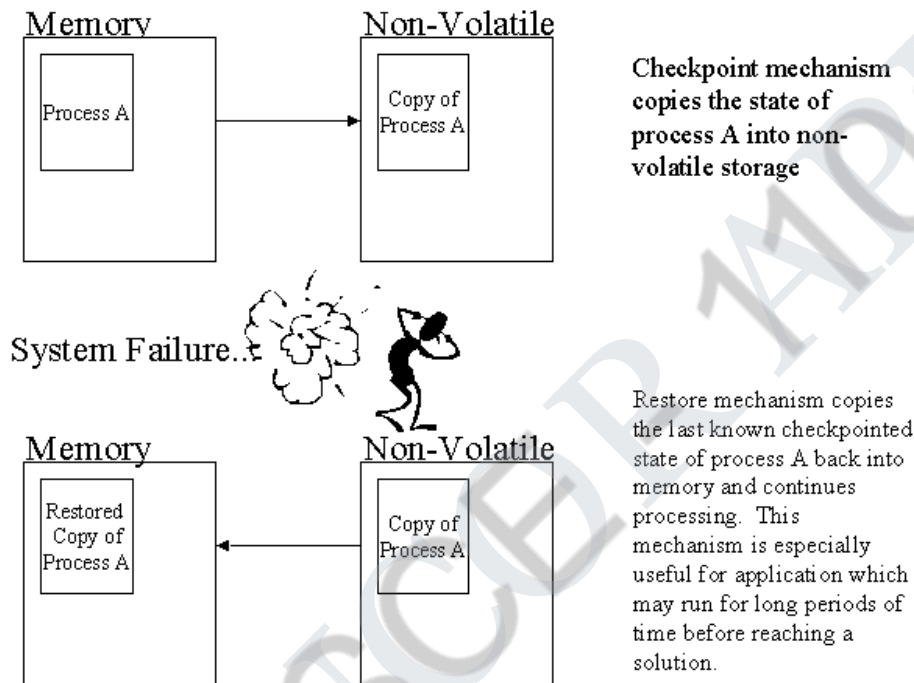 Memory
Non-Volatile
Process A
Copy of
Process A
Checkpoint mechanism
copies the state of
process A into non-
volatile storage
System Failure...
Memory
Non-Volatile
Restored
Copy of
Process A
Copy of
Process A
Restore mechanism copies
the last known checkpointed
state of process A back into
memory and continues
processing. This
mechanism is especially
useful for application which
may run for long periods of
time before reaching a
solution.